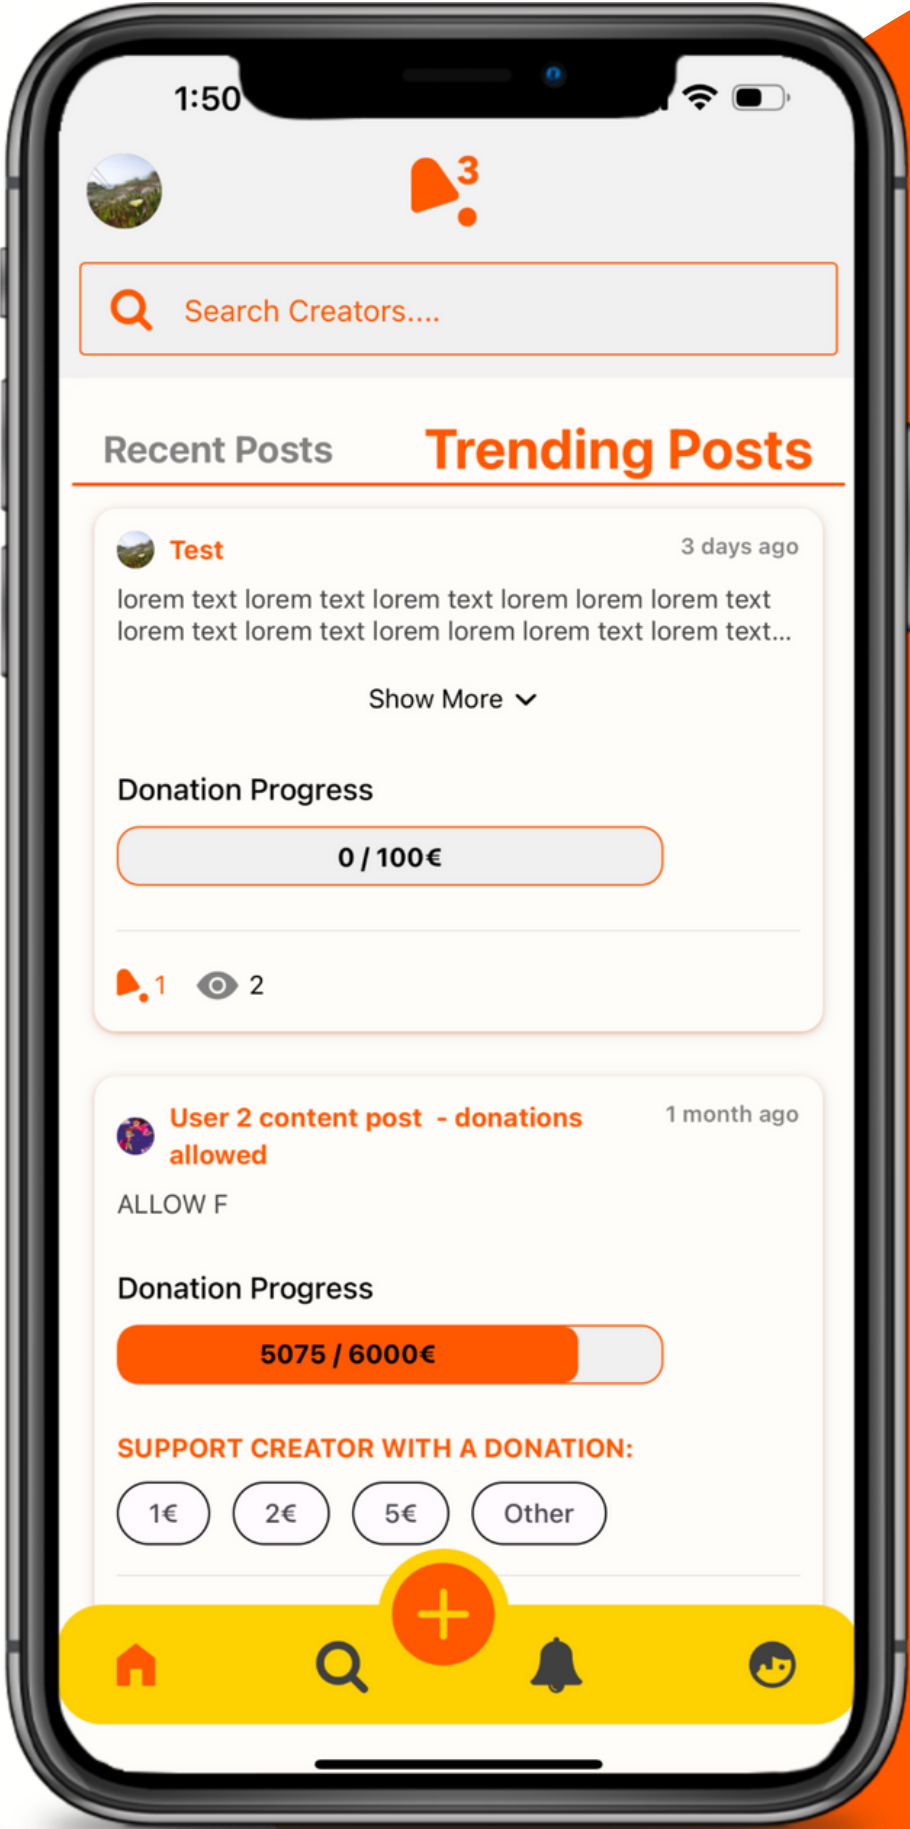 1:50
3
Search Creators....
Recent Posts
Trending Posts
Test
3 days ago
lorem text lorem text lorem text lorem lorem lorem text
lorem text lorem text lorem lorem lorem text lorem text...
Show More
Donation Progress
0 / 100€
1
2
User 2 content post - donations
allowed
1 month ago
ALLOW F
Donation Progress
5075 / 6000€
SUPPORT CREATOR WITH A DONATION:
1€
2€
5€
Other